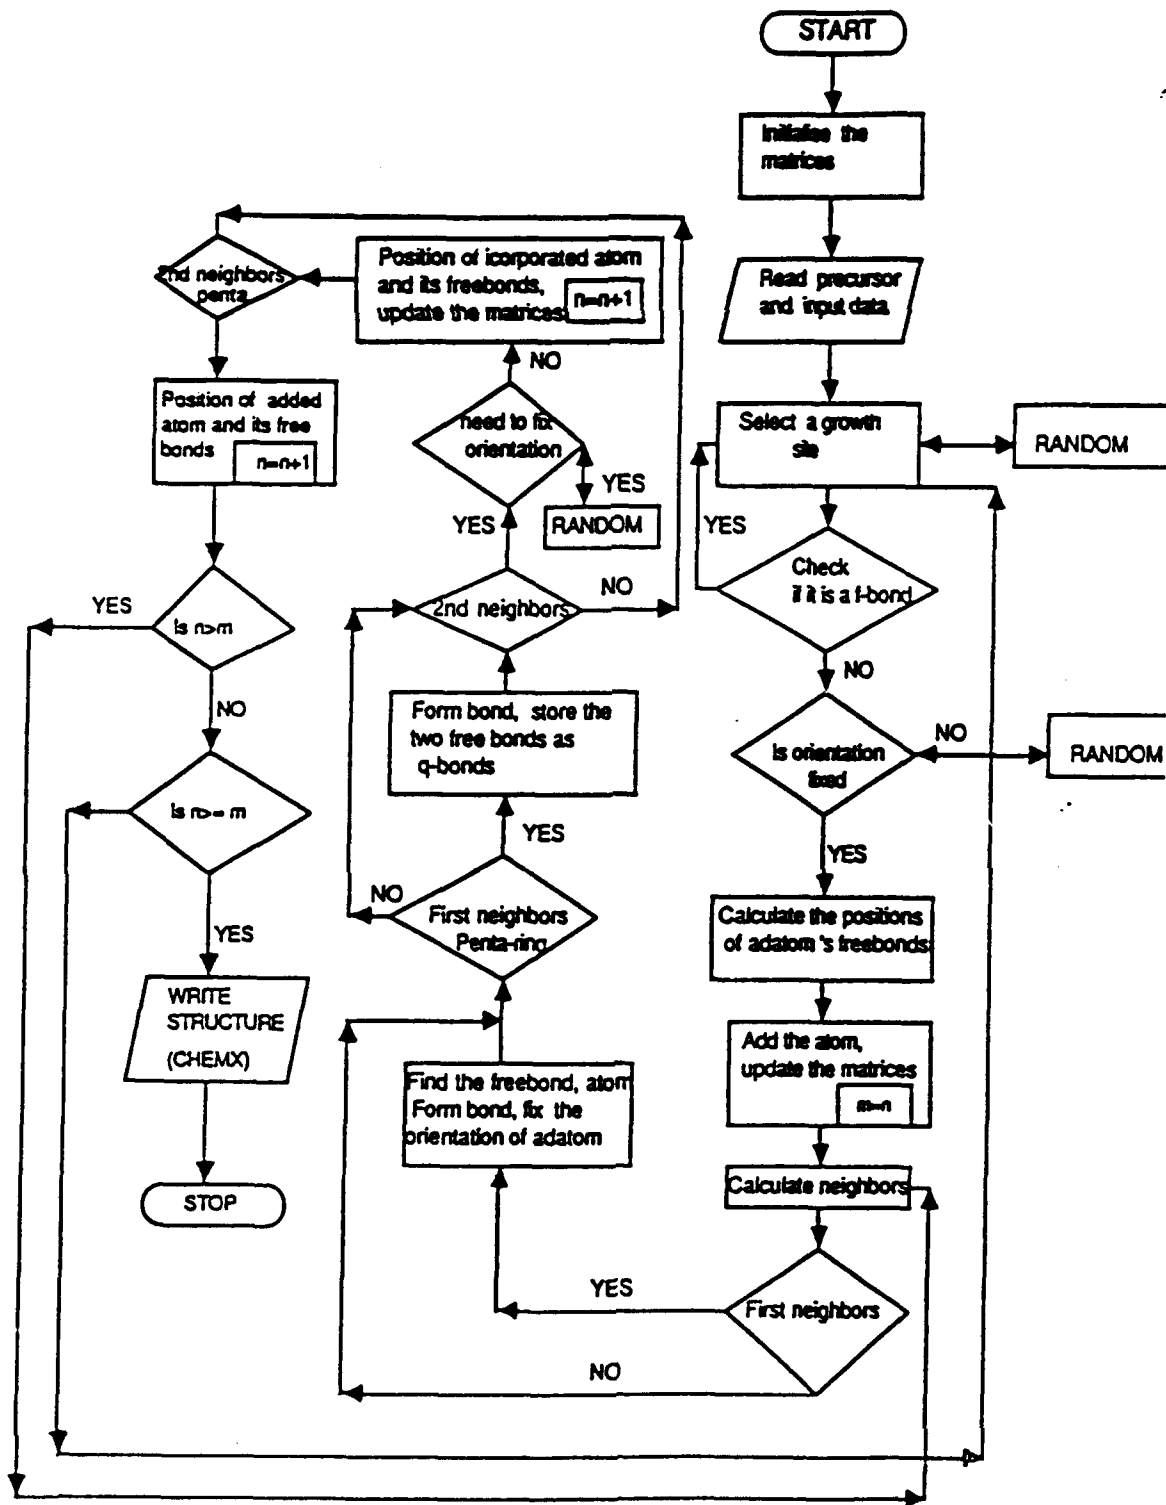 START
Initialise the
matrices
Read precursor
and input data
Select a growth
site
RANDOM
YES
Check
if it is a f-bond
NO
Is orientation
fixed
NO
RANDOM
YES
Calculate the positions
of adatom's freebonds
Add the atom,
update the matrices
m=n
Calculate neighbors
First neighbors
YES
NO
Find the freebond, atom
Form bond, fix the
orientation of adatom
First neighbors
Penta-ring
NO
YES
Form bond, store the
two free bonds as
q-bonds
2nd neighbors
NO
YES
need to fix
orientation
YES
RANDOM
NO
Position of icorporated atom
and its freebonds,
update the matrices
n=n+1
2nd neighbors
penta
Position of added
atom and its free
bonds
n=n+1
Is n>m
YES
NO
Is n>= m
YES
WRITE
STRUCTURE
(CHEMX)
STOP